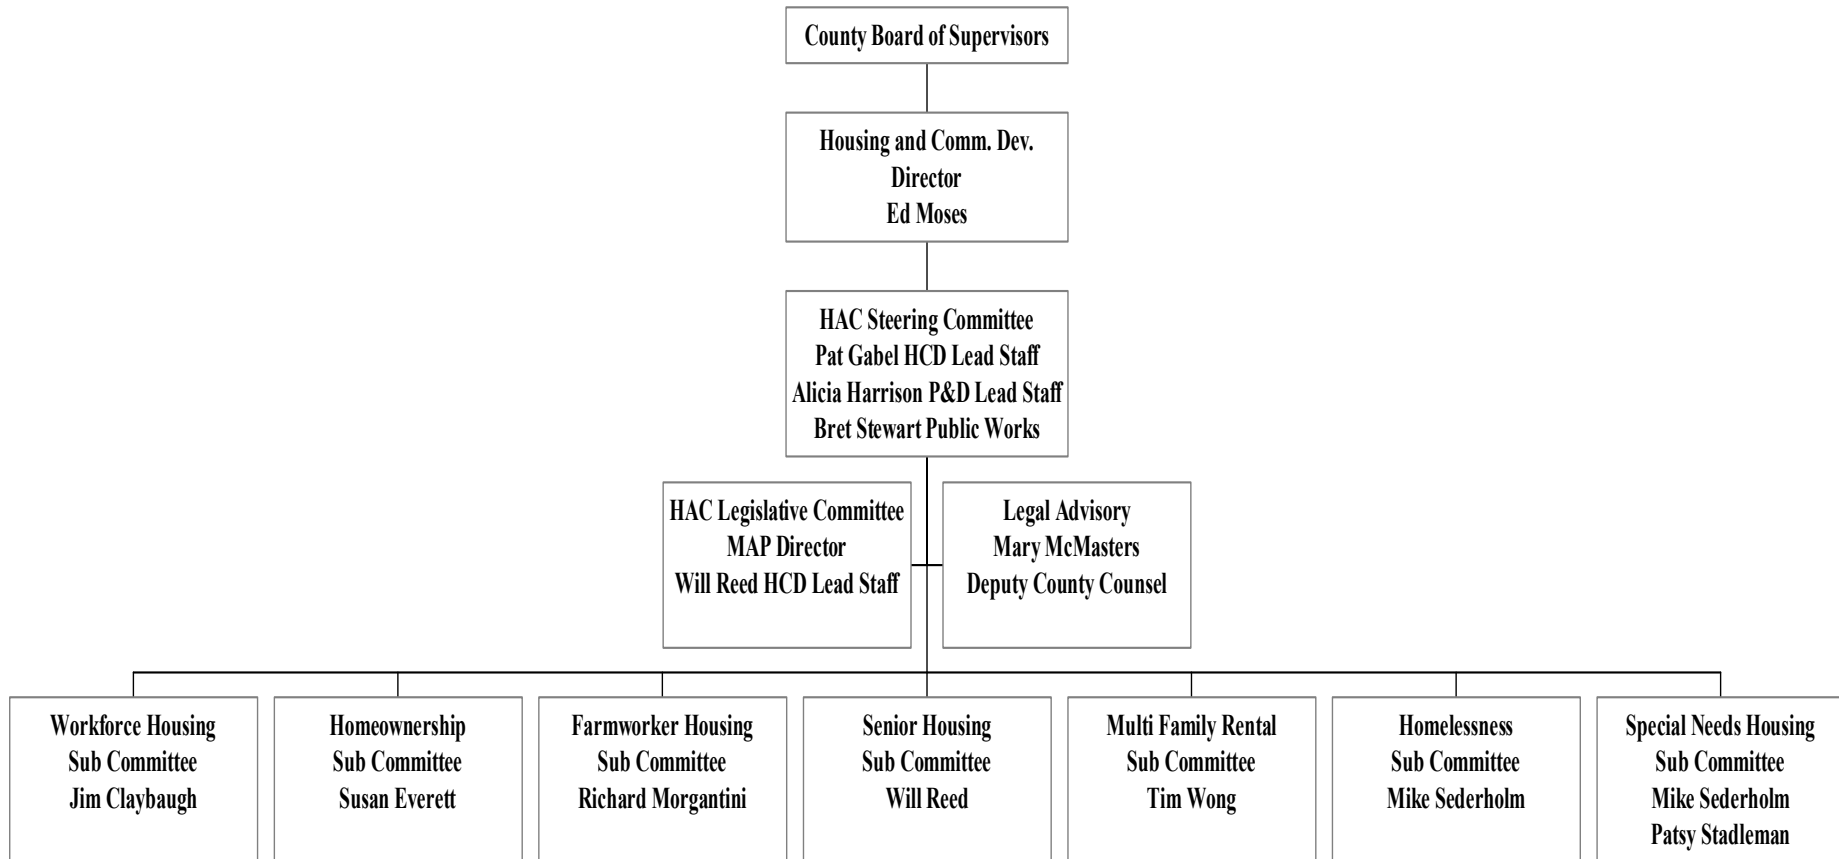 County Board of Supervisors
Housing and Comm. Dev.
Director
Ed Moses
HAC Steering Committee
Pat Gabel HCD Lead Staff
Alicia Harrison P&D Lead Staff
Bret Stewart Public Works
HAC Legislative Committee
MAP Director
Will Reed HCD Lead Staff
Legal Advisory
Mary McMasters
Deputy County Counsel
Workforce Housing
Sub Committee
Jim Claybaugh
Homeownership
Sub Committee
Susan Everett
Farmworker Housing
Sub Committee
Richard Morgantini
Senior Housing
Sub Committee
Will Reed
Multi Family Rental
Sub Committee
Tim Wong
Homelessness
Sub Committee
Mike Sederholm
Special Needs Housing
Sub Committee
Mike Sederholm
Patsy Stadleman